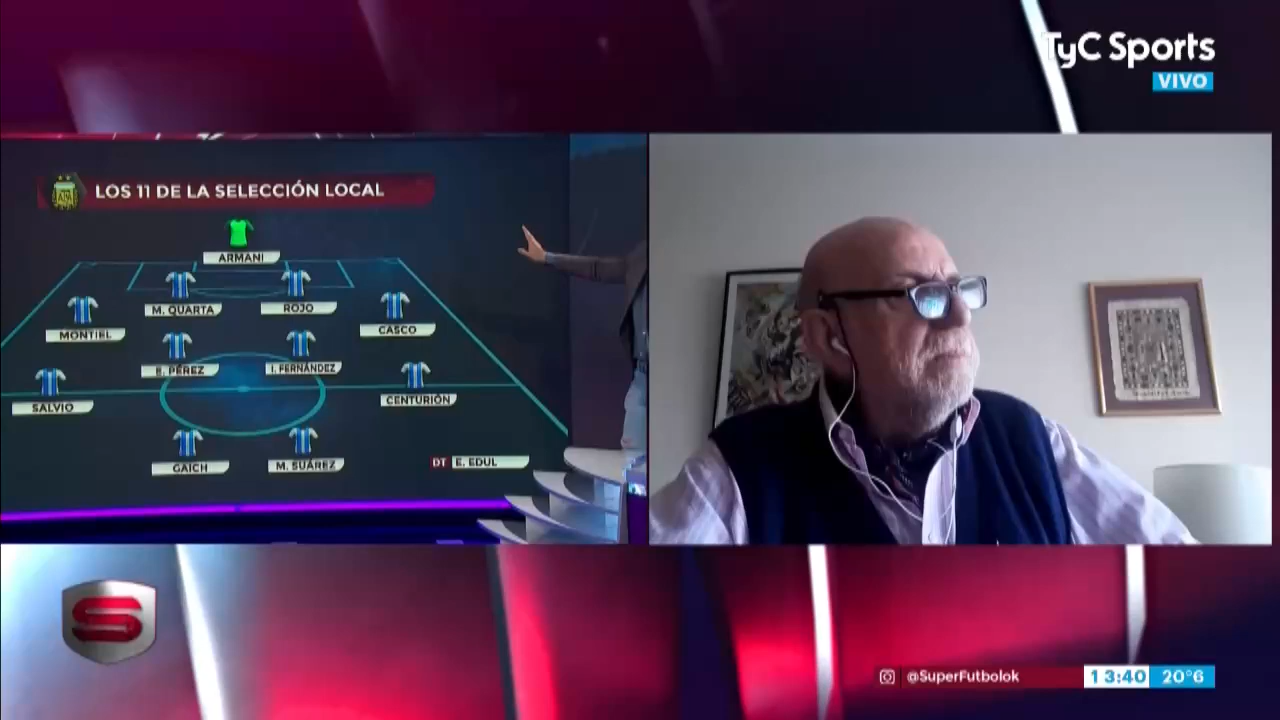 TyC Sports
VIVO
LOS 11 DE LA SELECCIÓN LOCAL
ARMANI
M. QUARTA
ROJO
MONTIEL
CASCO
E. PÉREZ
I. FERNÁNDEZ
SALVIO
CENTURIÓN
GAICH
M. SUÁREZ
DT E. EDUL
@SuperFutbolok
13:40 20°6